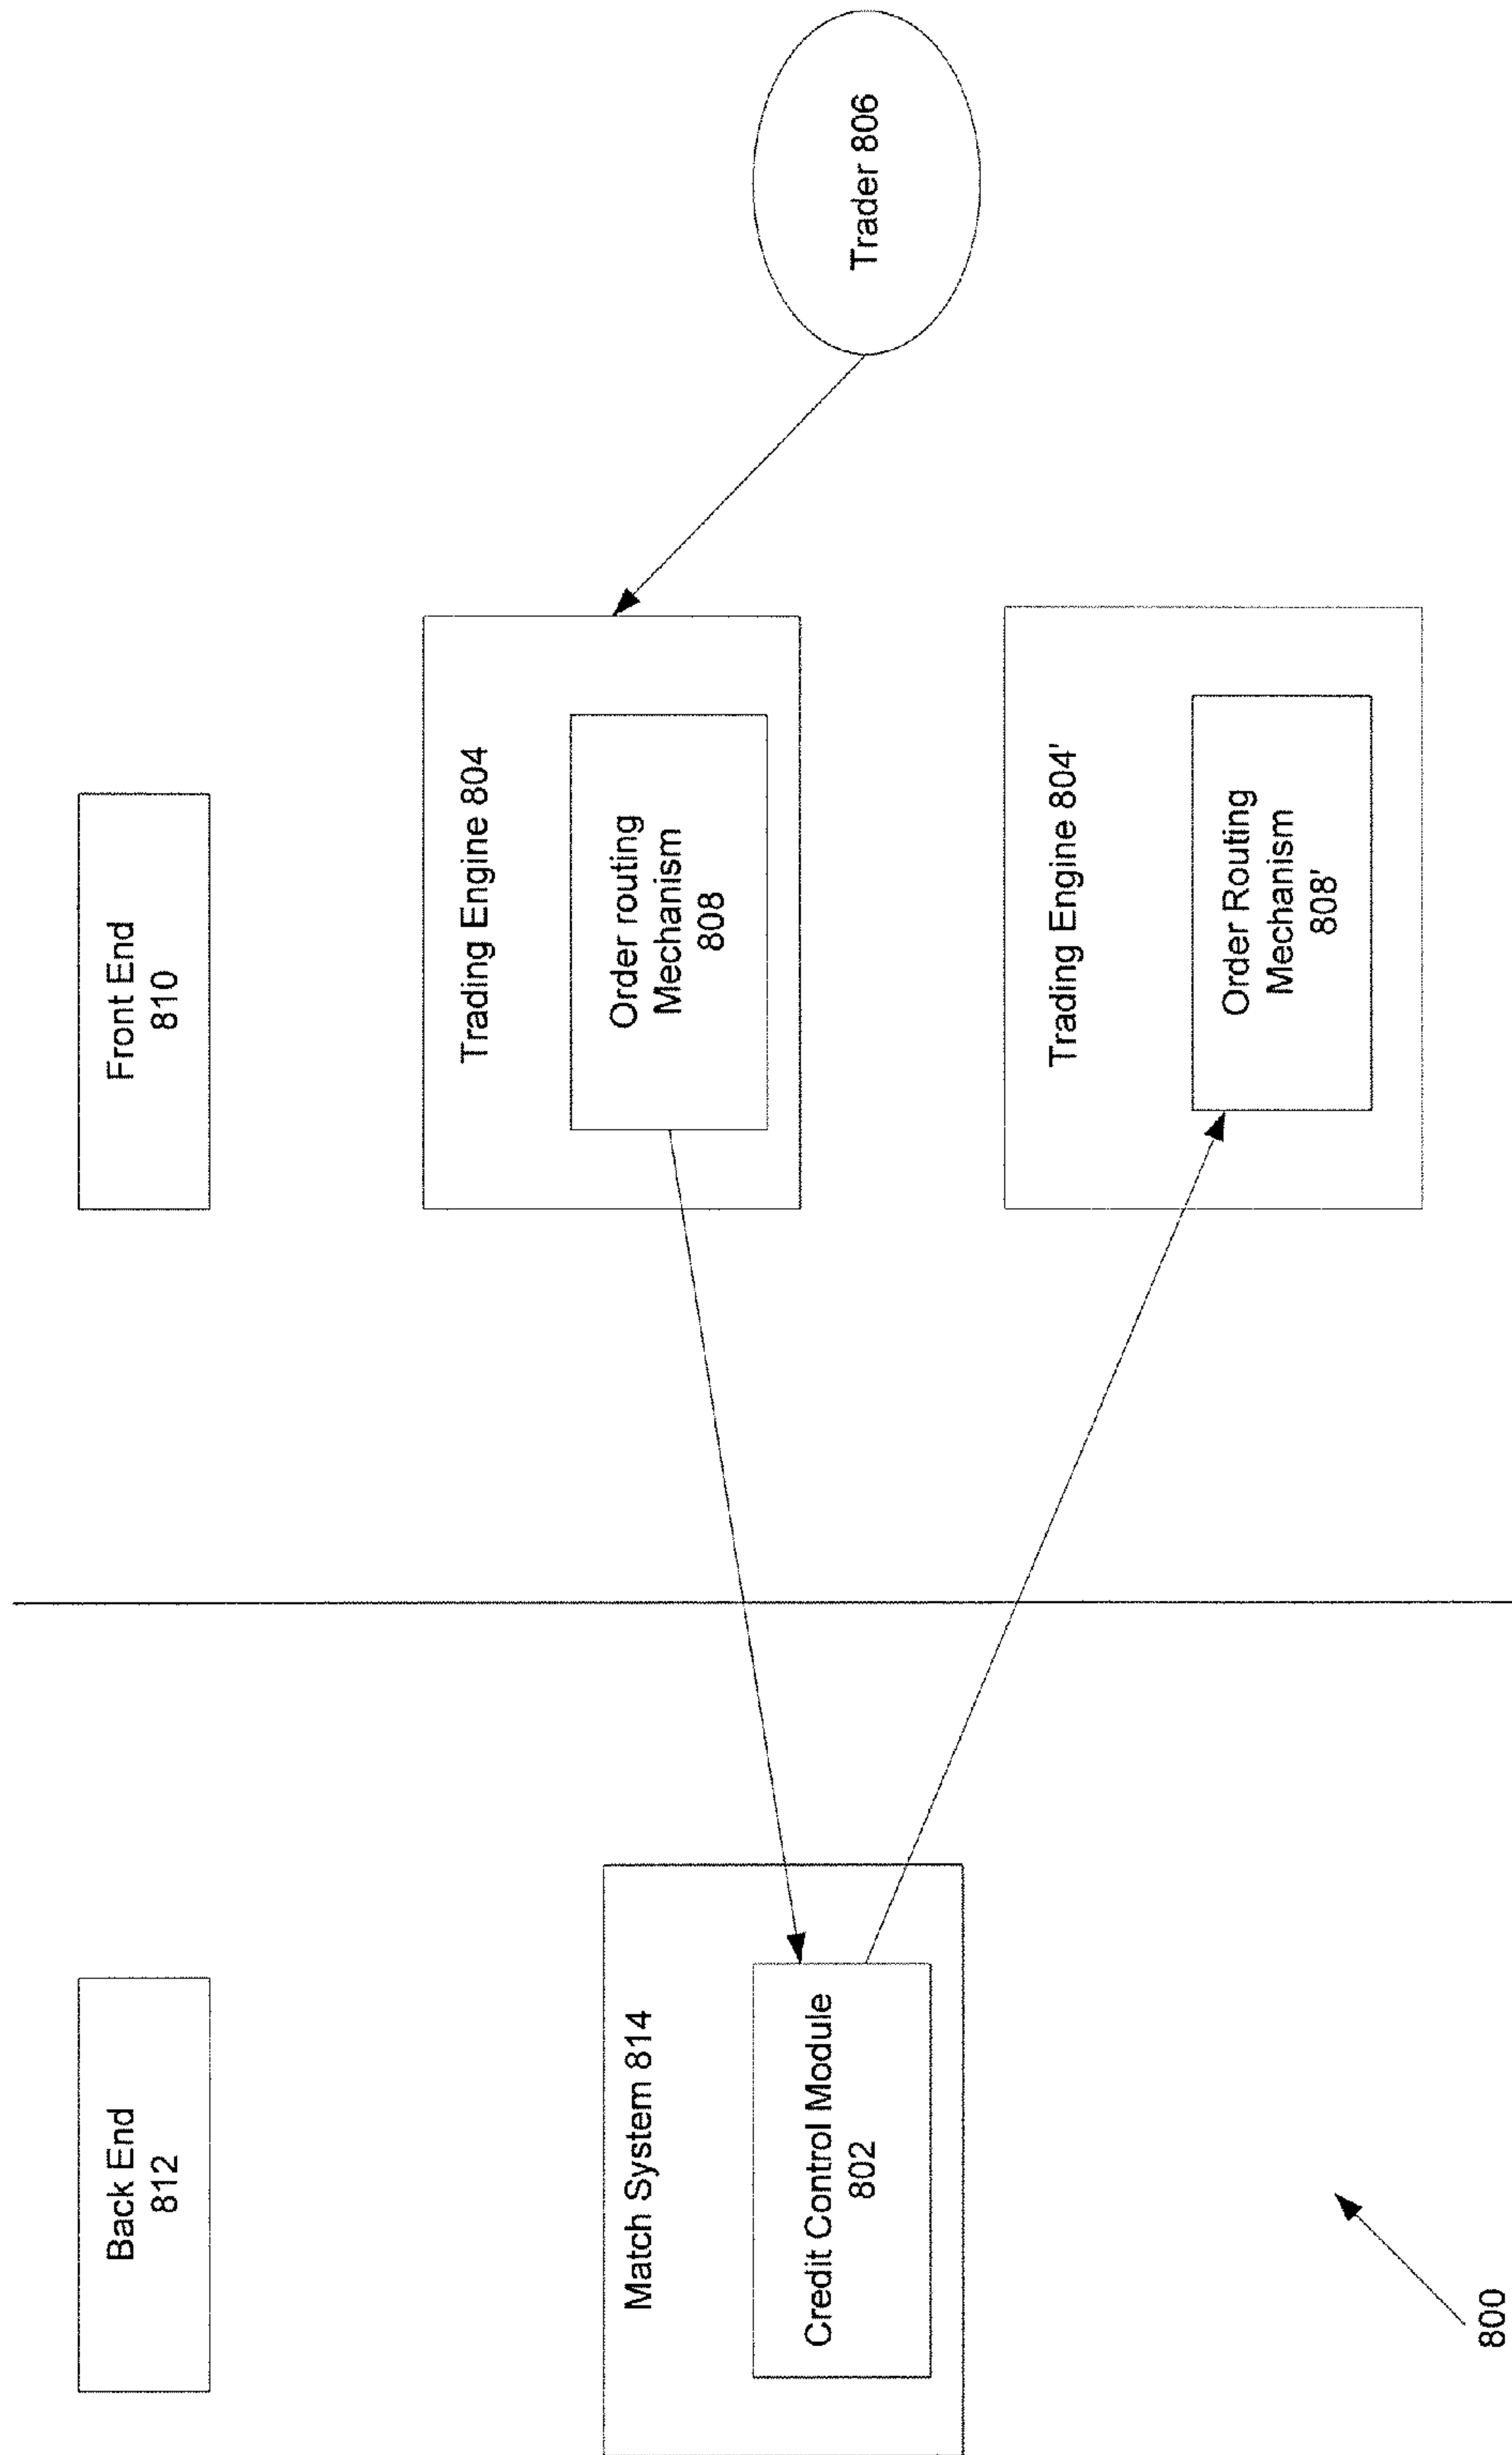 Back End
812
Front End
810
Match System 814
Credit Control Module
802
Trading Engine 804
Order routing
Mechanism
808
Trader 806
Trading Engine 804'
Order Routing
Mechanism
808'
800